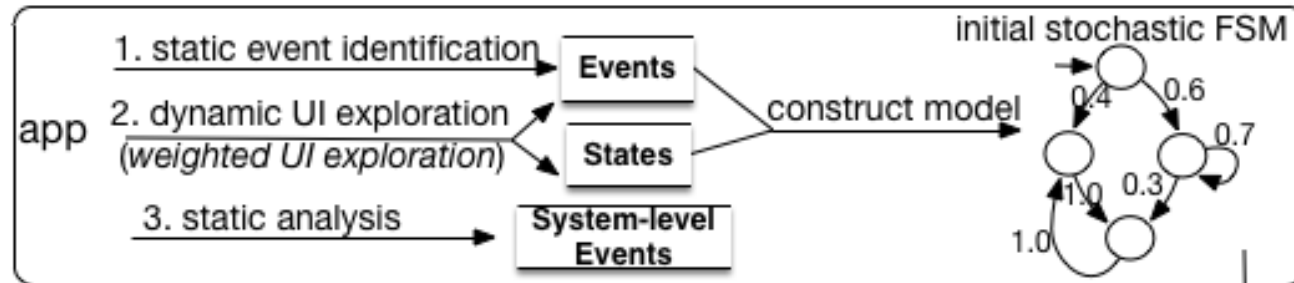 initial stochastic FSM
1. static event identification
Events
0.4
0.6
app
2. dynamic UI exploration
(weighted UI exploration)
States
construct model
0.7
1.0
0.3
3. static analysis
System-level
Events
1.0